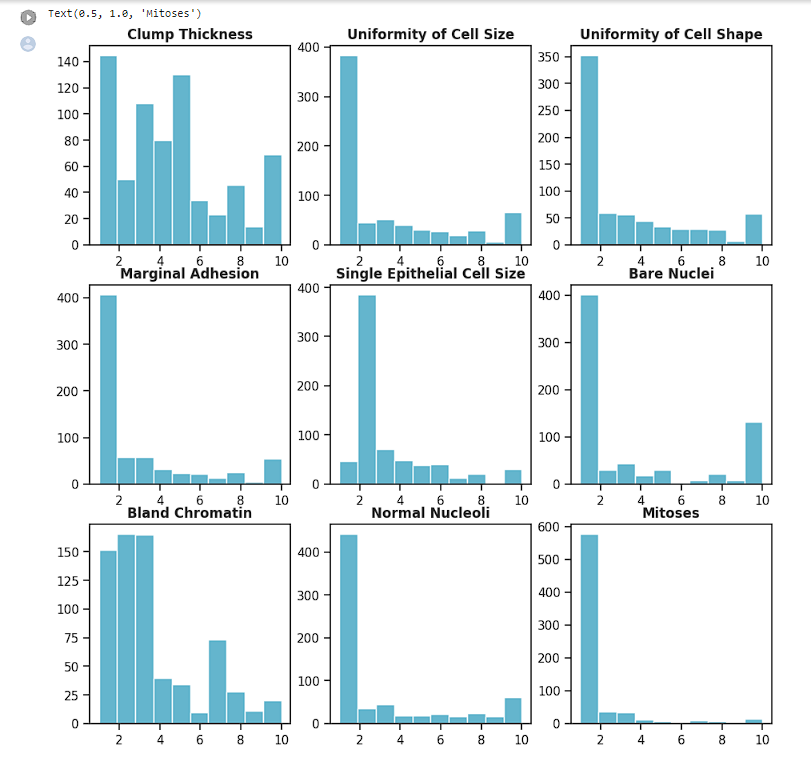 Text(0.5, 1.0, 'Mitoses')
Clump Thickness
140
120
100
80
60
40
20
0
2 4 6 8 10
Uniformity of Cell Size
400
300
200
100
0
2 4 6 8 10
Uniformity of Cell Shape
350
300
250
200
150
100
50
0
2 4 6 8 10
Marginal Adhesion
400
300
200
100
0
2 4 6 8 10
Single Epithelial Cell Size
400
300
200
100
0
2 4 6 8 10
Bare Nuclei
400
300
200
100
0
2 4 6 8 10
Bland Chromatin
150
125
100
75
50
25
0
2 4 6 8 10
Normal Nucleoli
400
300
200
100
0
2 4 6 8 10
Mitoses
600
500
400
300
200
100
0
2 4 6 8 10